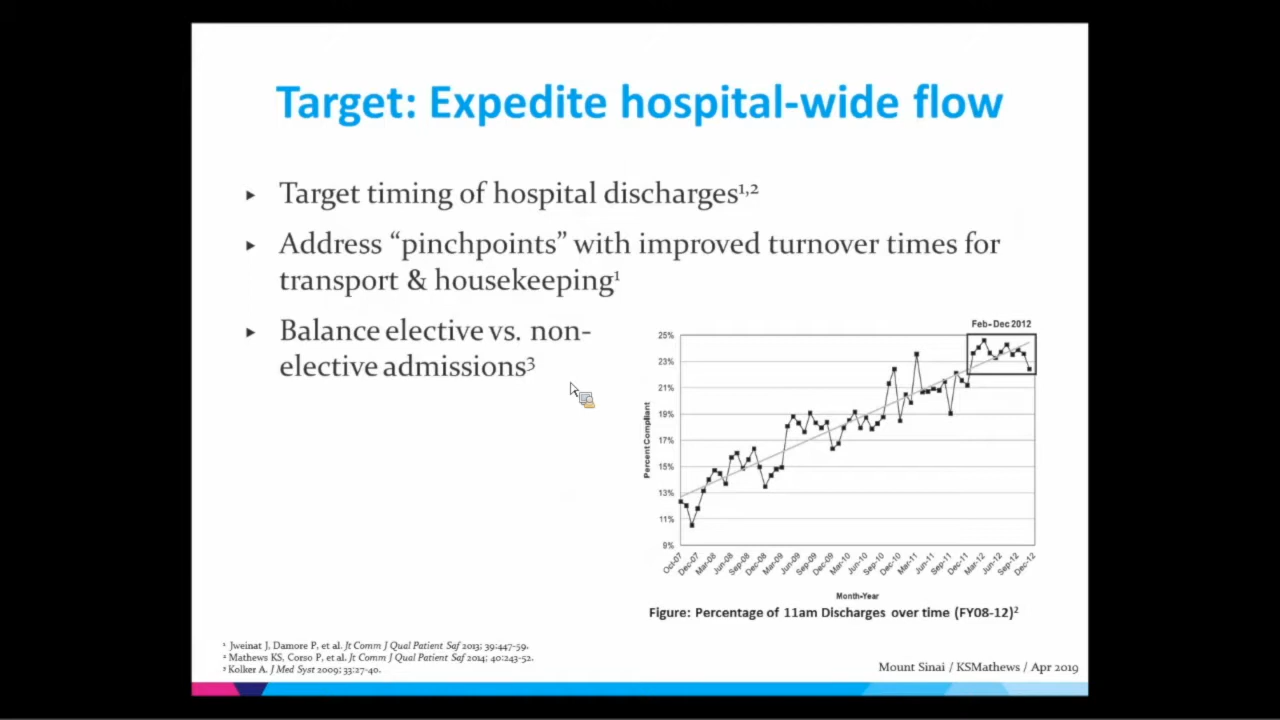 Target: Expedite hospital-wide flow
▸ Target timing of hospital discharges¹,²
▸ Address “pinchpoints” with improved turnover times for
transport & housekeeping¹
▸ Balance elective vs. non-
elective admissions³
Feb-Dec 2012
25%
23%
21%
19%
17%
15%
13%
11%
9%
Percent Compliant
Oct-07
Dec-07
Mar-08
Jun-08
Sep-08
Dec-08
Mar-09
Jun-09
Sep-09
Dec-09
Mar-10
Jun-10
Sep-10
Dec-10
Mar-11
Jun-11
Sep-11
Dec-11
Mar-12
Jun-12
Sep-12
Dec-12
Month-Year
Figure: Percentage of 11am Discharges over time (FY08-12)²
¹ Jweinat J, Damore P, et al. Jt Comm J Qual Patient Saf 2013; 39:447-59.
² Mathews KS, Corso P, et al. Jt Comm J Qual Patient Saf 2014; 40:243-52.
³ Kolker A. J Med Syst 2009; 33:27-40.
Mount Sinai / KSMathews / Apr 2019